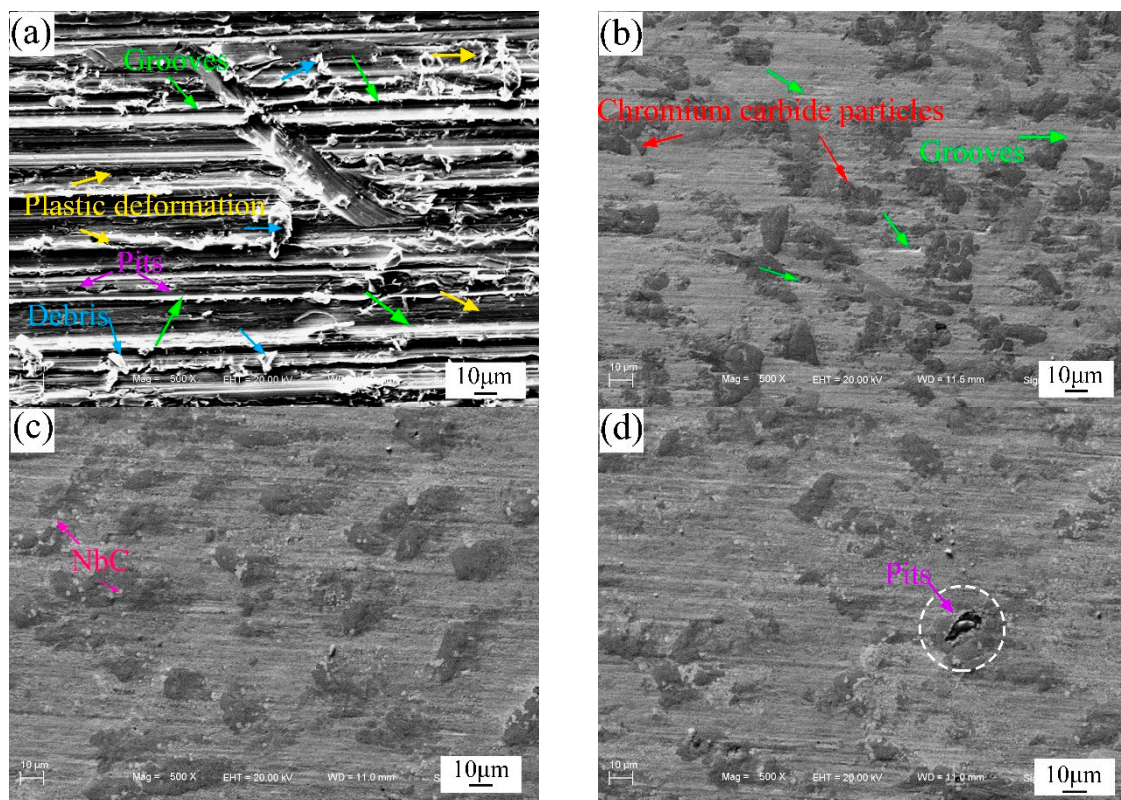 (a)
Grooves
Plastic deformation
Pits
Debris
10μm
Mag = 500 X EHT = 20.00 kV
(b)
Chromium carbide particles
Grooves
10 μm
Mag = 500 X EHT = 20.00 kV WD = 11.5 mm
10μm
(c)
NbC
10 μm
Mag = 500 X EHT = 20.00 kV WD = 11.0 mm
10μm
(d)
Pits
10 μm
Mag = 500 X EHT = 20.00 kV WD = 11.0 mm
10μm